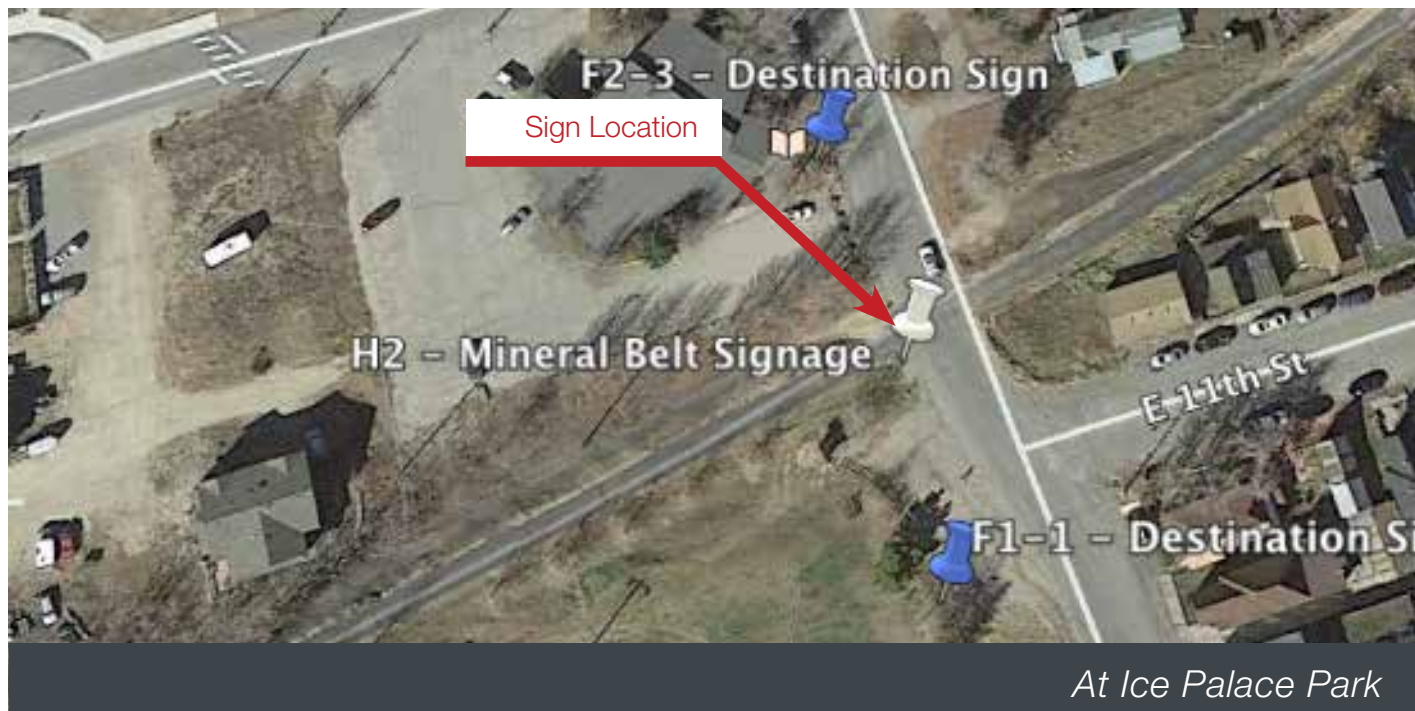 F2-3 - Destination Sign
Sign Location
H2 - Mineral Belt Signage
E 11th St
F1-1 - Destination Si
At Ice Palace Park